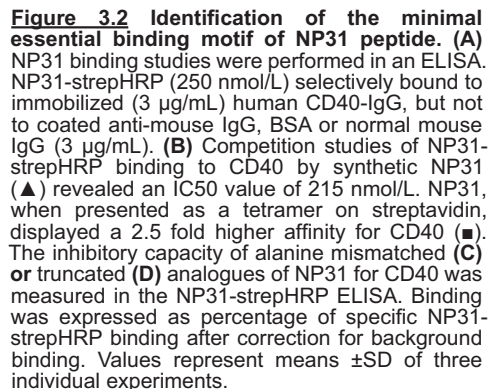 Figure 3.2 Identification of the minimal
essential binding motif of NP31 peptide. (A)
NP31 binding studies were performed in an ELISA.
NP31-strepHRP (250 nmol/L) selectively bound to
immobilized (3 μg/mL) human CD40-IgG, but not
to coated anti-mouse IgG, BSA or normal mouse
IgG (3 μg/mL). (B) Competition studies of NP31-
strepHRP binding to CD40 by synthetic NP31
(▲) revealed an IC50 value of 215 nmol/L. NP31,
when presented as a tetramer on streptavidin,
displayed a 2.5 fold higher affinity for CD40 (■).
The inhibitory capacity of alanine mismatched (C)
or truncated (D) analogues of NP31 for CD40 was
measured in the NP31-strepHRP ELISA. Binding
was expressed as percentage of specific NP31-
strepHRP binding after correction for background
binding. Values represent means ±SD of three
individual experiments.